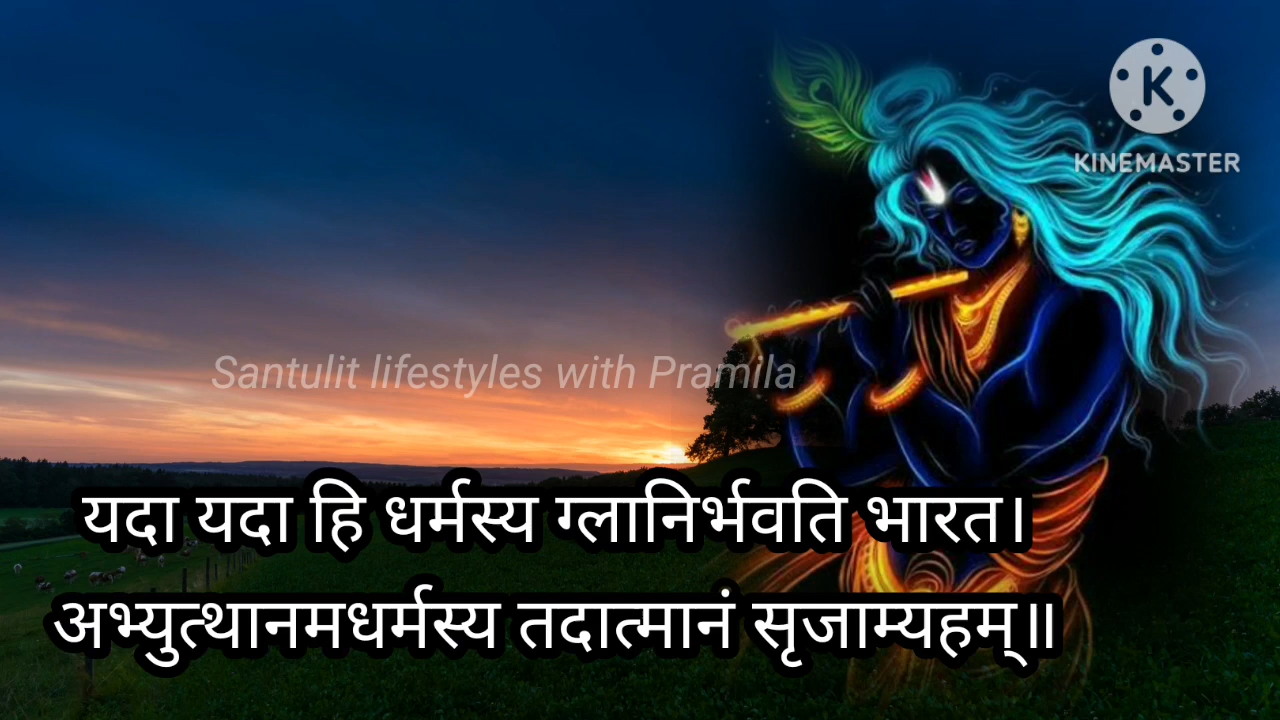 KINEMASTER
Santulit lifestyles with Pramila
यदा यदा हि धर्मस्य ग्लानिर्भवति भारत।
अभ्युत्थानमधर्मस्य तदात्मानं सृजाम्यहम्॥